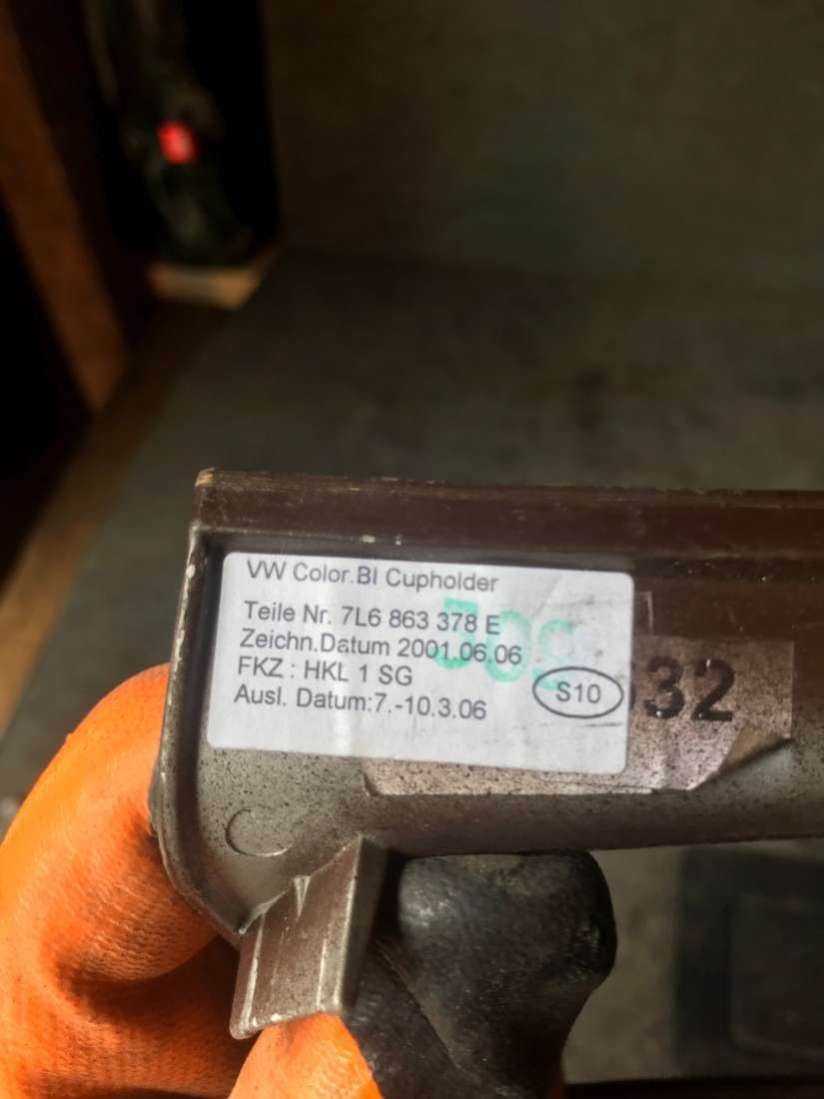 VW Color.BI Cupholder
Teile Nr. 7L6 863 378 E
Zeichn.Datum 2001.06.06
FKZ : HKL 1 SG
Ausl. Datum:7.-10.3.06
S10
32